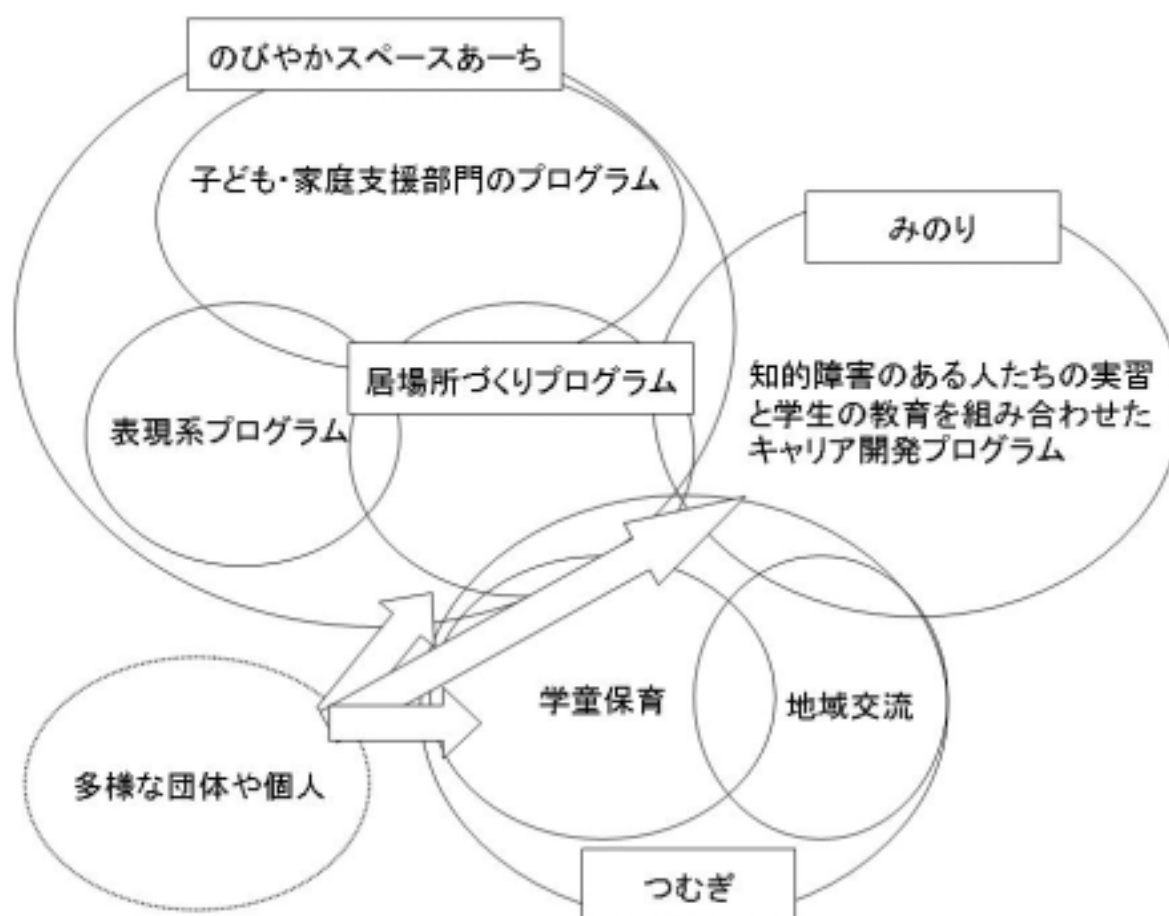 のびやかスペースあーち
子ども・家庭支援部門のプログラム
みのり
居場所づくりプログラム
表現系プログラム
知的障害のある人たちの実習
と学生の教育を組み合わせた
キャリア開発プログラム
学童保育
地域交流
多様な団体や個人
つむぎ